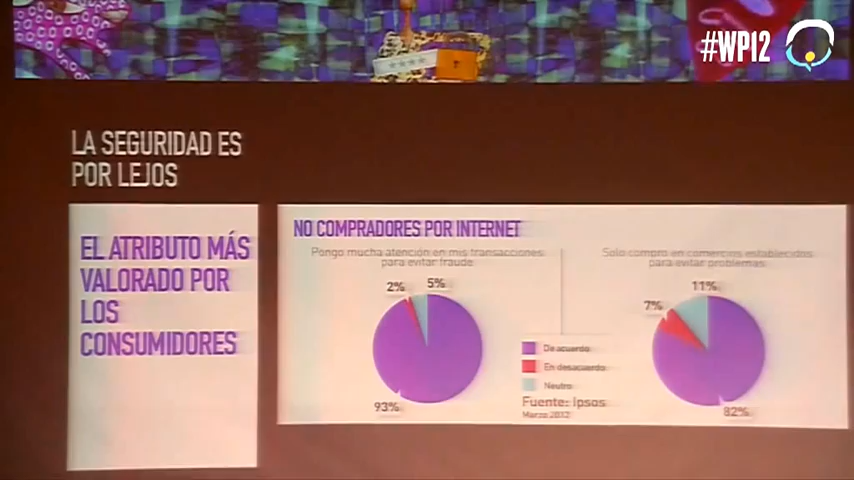 #WP12
LA SEGURIDAD ES
POR LEJOS
EL ATRIBUTO MÁS
VALORADO POR
LOS
CONSUMIDORES
NO COMPRADORES POR INTERNET
Pongo mucha atención en mis transacciones
para evitar fraude
2%
5%
93%
Solo compro en comercios establecidos
para evitar problemas
11%
7%
82%
De acuerdo
En desacuerdo
Neutro
Fuente: Ipsos
Marzo 2012